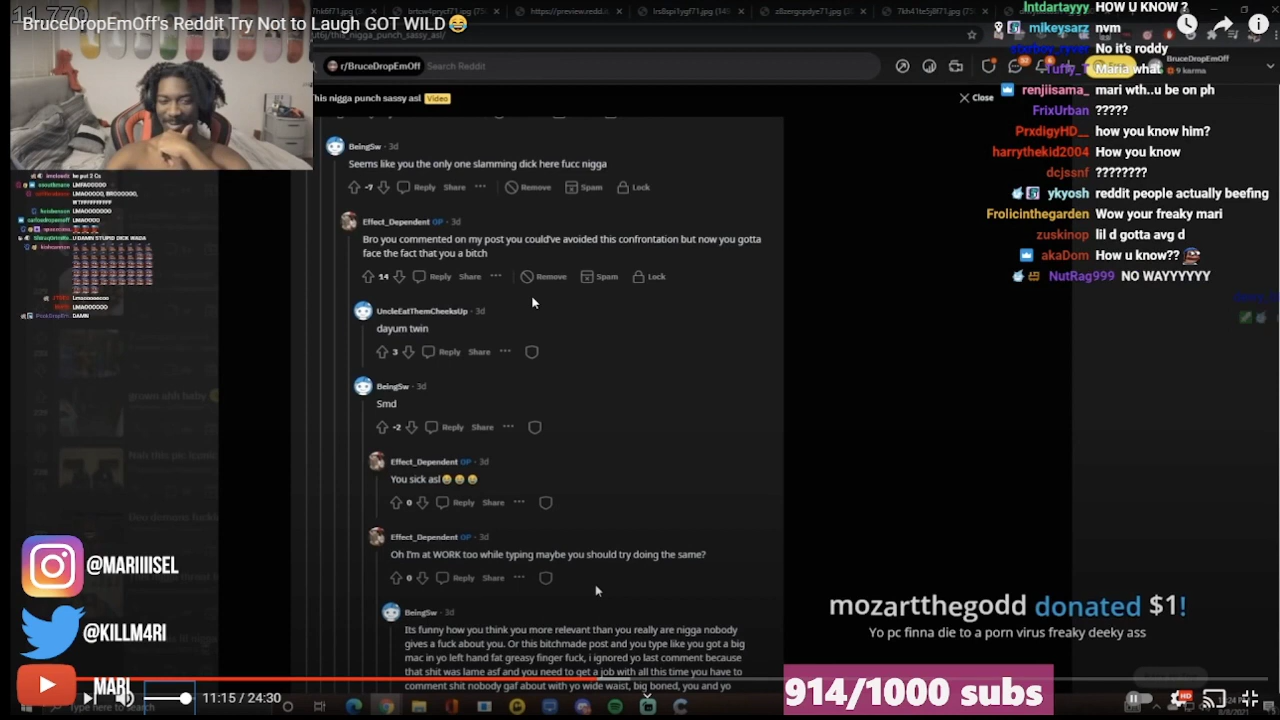 BruceDropEmOff's Reddit Try Not to Laugh GOT WILD😂
r/BruceDropEmOff Search Reddit
BruceDropEmOff
9 karma
his nigga punch sassy asl Video
Close
BeingSw · 3d
Seems like you the only one slamming dick here fucc nigga
-7 Reply Share ••• Remove Spam Lock
Effect_Dependent OP · 3d
Bro you commented on my post you could've avoided this confrontation but now you gotta
face the fact that you a bitch
14 Reply Share ••• Remove Spam Lock
UncleEatThemCheeksUp · 3d
dayum twin
3 Reply Share •••
BeingSw · 3d
Smd
-2 Reply Share •••
Effect_Dependent OP · 3d
You sick asl😂😂😂
0 Reply Share •••
Effect_Dependent OP · 3d
Oh I'm at WORK too while typing maybe you should try doing the same?
0 Reply Share •••
BeingSw · 3d
Its funny how you think you more relevant than you really are nigga nobody
gives a fuck about you. Or this bitchmade post and you type like you got a big
mac in yo left hand fat greasy finger fuck, i ignored yo last comment because
that shit was lame asf and you need to get a job with all this time you have to
comment shit nobody gaf about with yo wide waist, big boned, you and yo
Intdartayyy HOW U KNOW ?
mikeysarz nvm
No it's roddy
Tuffy_T Maria what
renjiisama_ mari wth..u be on ph
FrixUrban ?????
PrxdigyHD__ how you know him?
harrythekid2004 How you know
dcjssnf ????????
ykyosh reddit people actually beefing
Frolicinthegarden Wow your freaky mari
zuskinop lil d gotta avg d
akaDom How u know??
NutRag999 NO WAYYYYYY
@MARIIIISEL
@KILLM4RI
MARI
11:15 / 24:30
mozartthegodd donated $1!
Yo pc finna die to a porn virus freaky deeky ass
914/1000 subs
HD